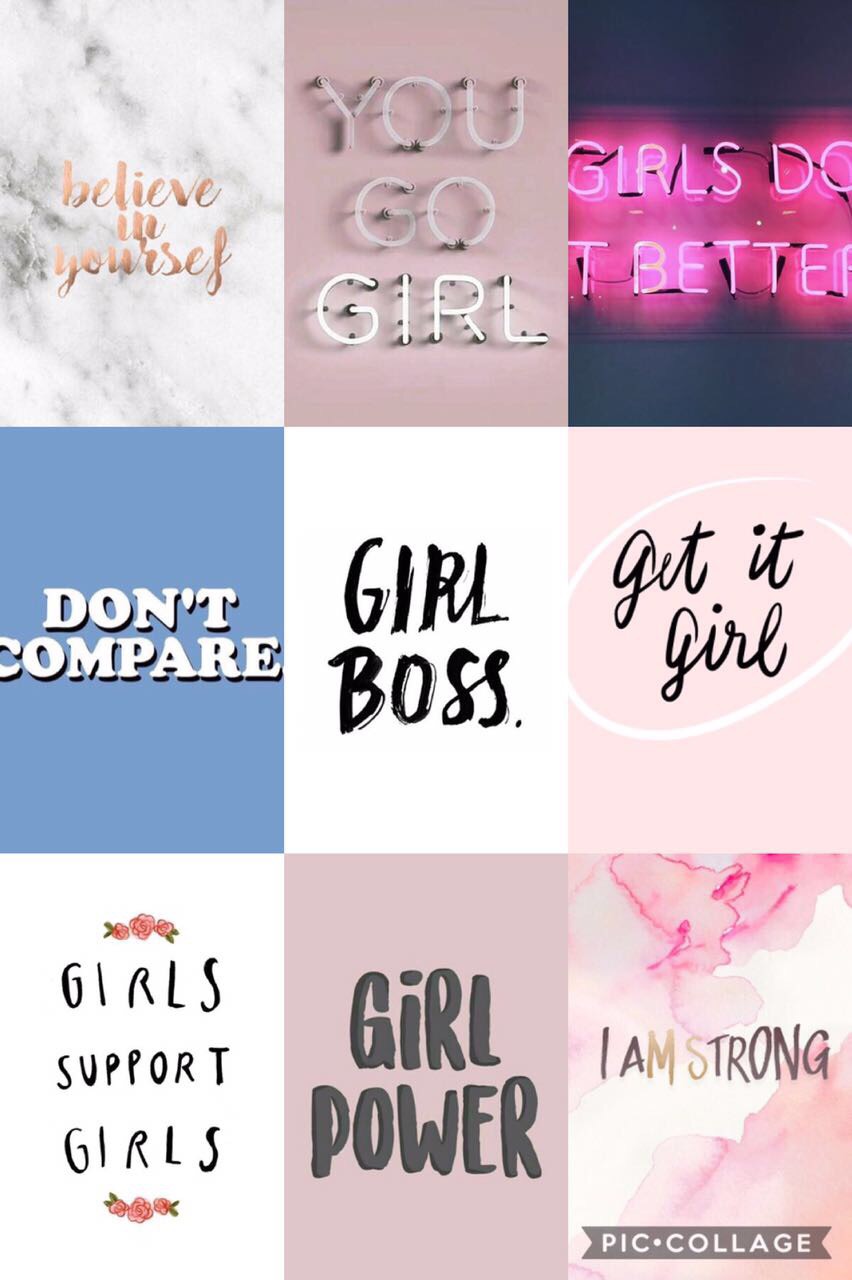 believe
in
yoursef
YOU
GO
GIRL
GIRLS DO
T BETTER
DON'T
COMPARE
GIRL
BOSS.
get it
girl
GIRLS
SUPPORT
GIRLS
GiRL
POWER
I AM STRONG
PIC•COLLAGE